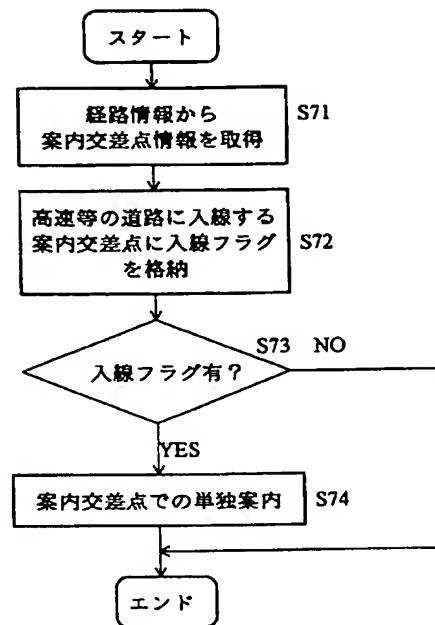 スタート
経路情報から
案内交差点情報を取得
S71
高速等の道路に入線する
案内交差点に入線フラグ
を格納
S72
S73 NO
入線フラグ有？
YES
案内交差点での単独案内
S74
エンド